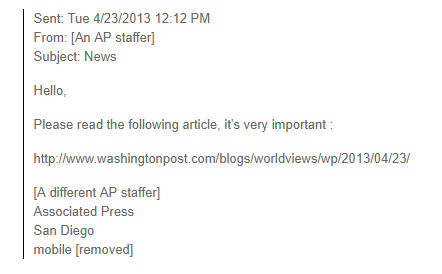 Sent: Tue 4/23/2013 12:12 PM
From: [An AP staffer]
Subject: News
Hello,
Please read the following article, it's very important :
http://www.washingtonpost.com/blogs/worldviews/wp/2013/04/23/
[A different AP staffer]
Associated Press
San Diego
mobile [removed]